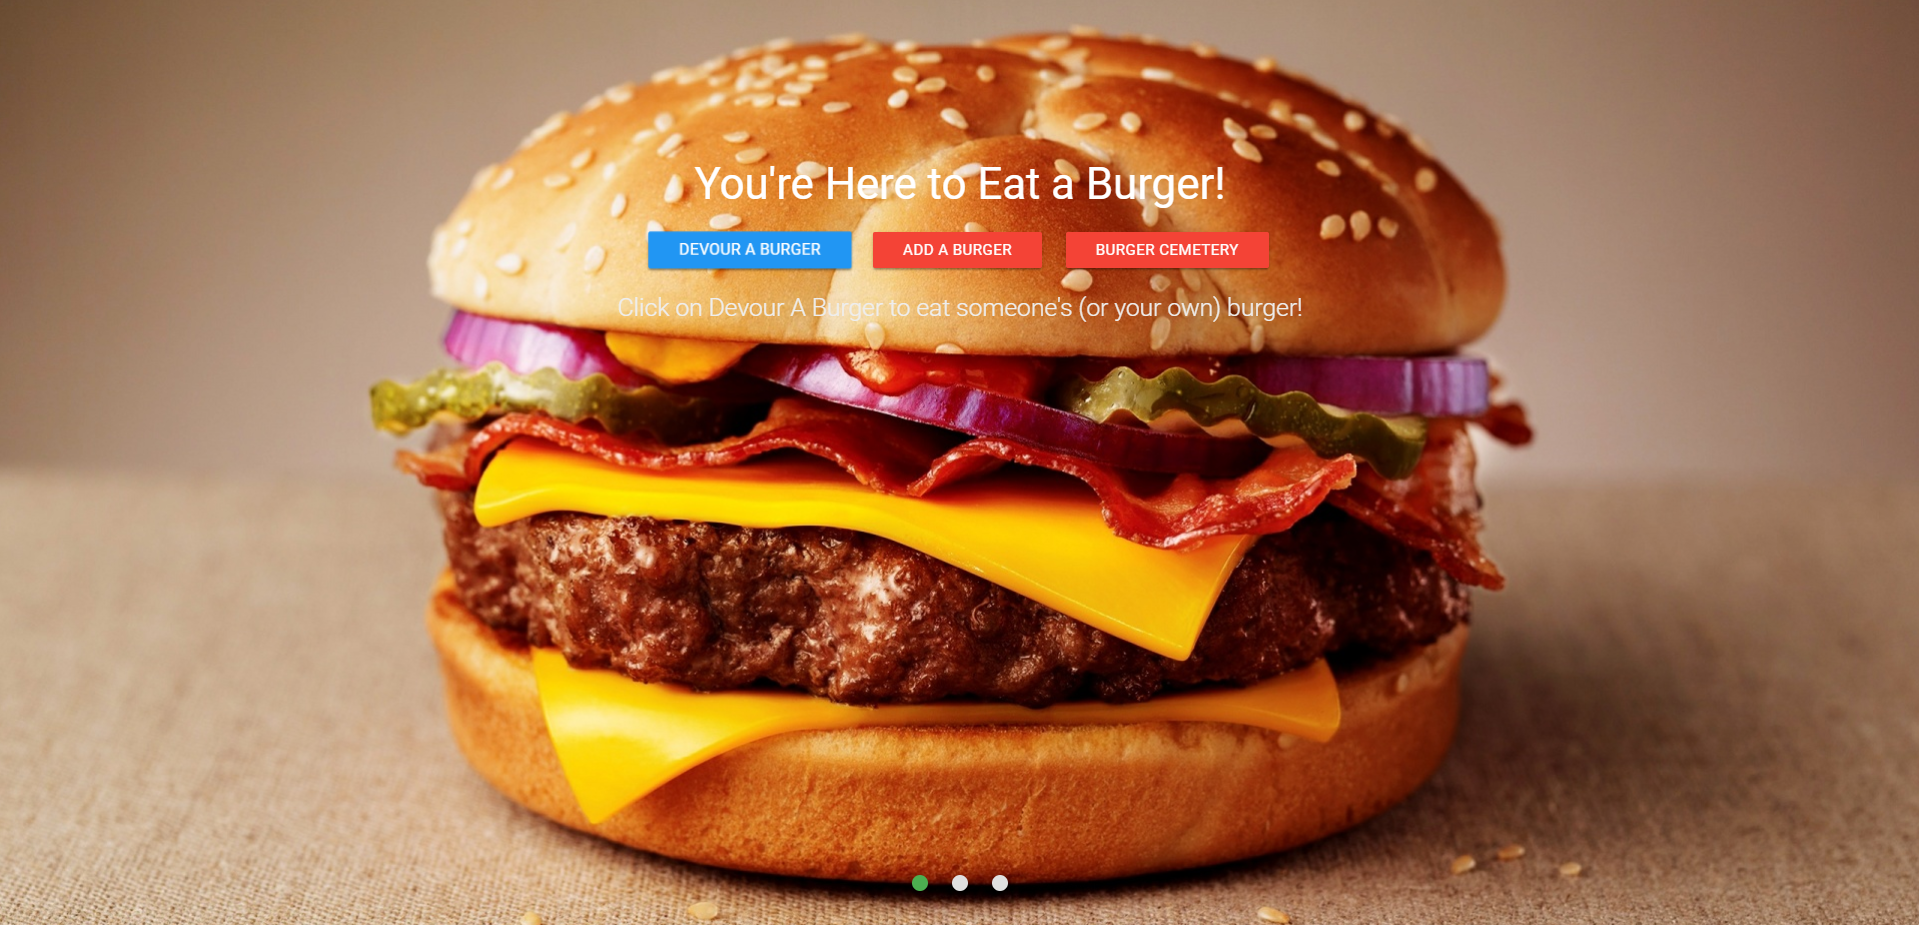 You're Here to Eat a Burger!
DEVOUR A BURGER ADD A BURGER BURGER CEMETERY
Click on Devour A Burger to eat someone's (or your own) burger!